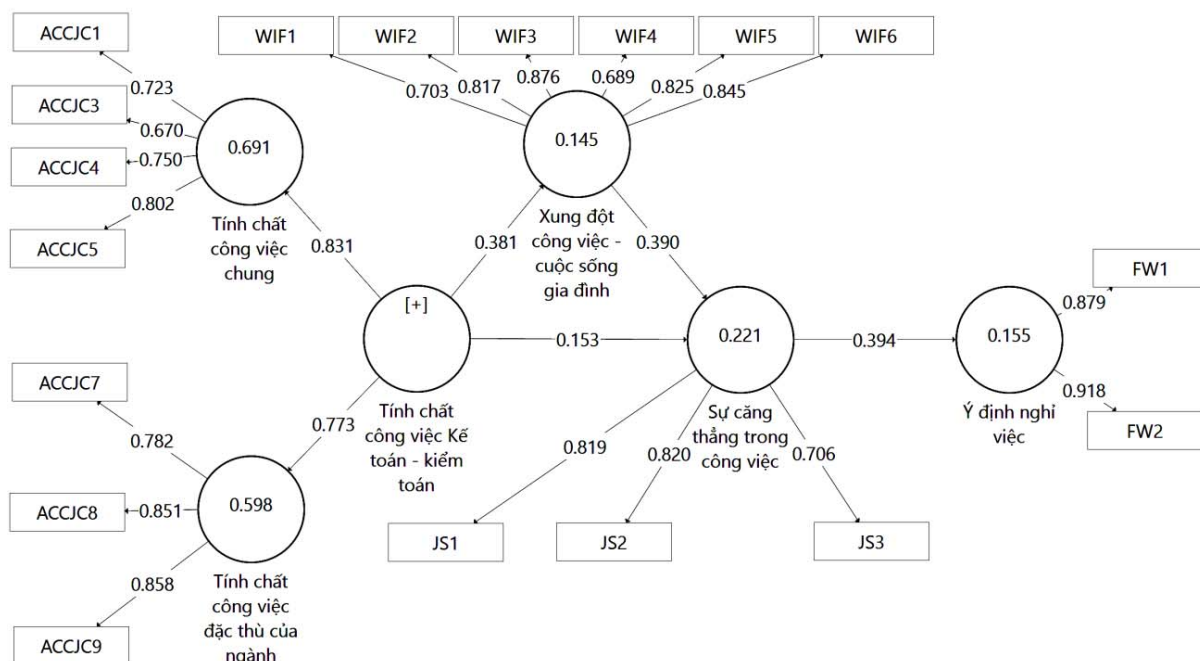 ACCJC1
WIF1
WIF2
WIF3
WIF4
WIF5
WIF6
0.723
0.703
0.817
0.876
0.689
0.825
0.845
ACCJC3
0.670
0.691
0.145
ACCJC4
0.750
0.802
ACCJC5
Tính chất
công việc
chung
0.831
0.381
Xung đột
công việc -
cuộc sống
gia đình
0.390
FW1
0.879
[+]
0.153
0.221
0.394
0.155
0.918
FW2
ACCJC7
0.782
0.773
Tính chất
công việc Kế
toán - kiểm
toán
Sự căng
thẳng trong
công việc
Ý định nghỉ
việc
0.819
0.820
0.706
ACCJC8
0.851
0.598
JS1
JS2
JS3
0.858
Tính chất
công việc
đặc thù của
ngành
ACCJC9